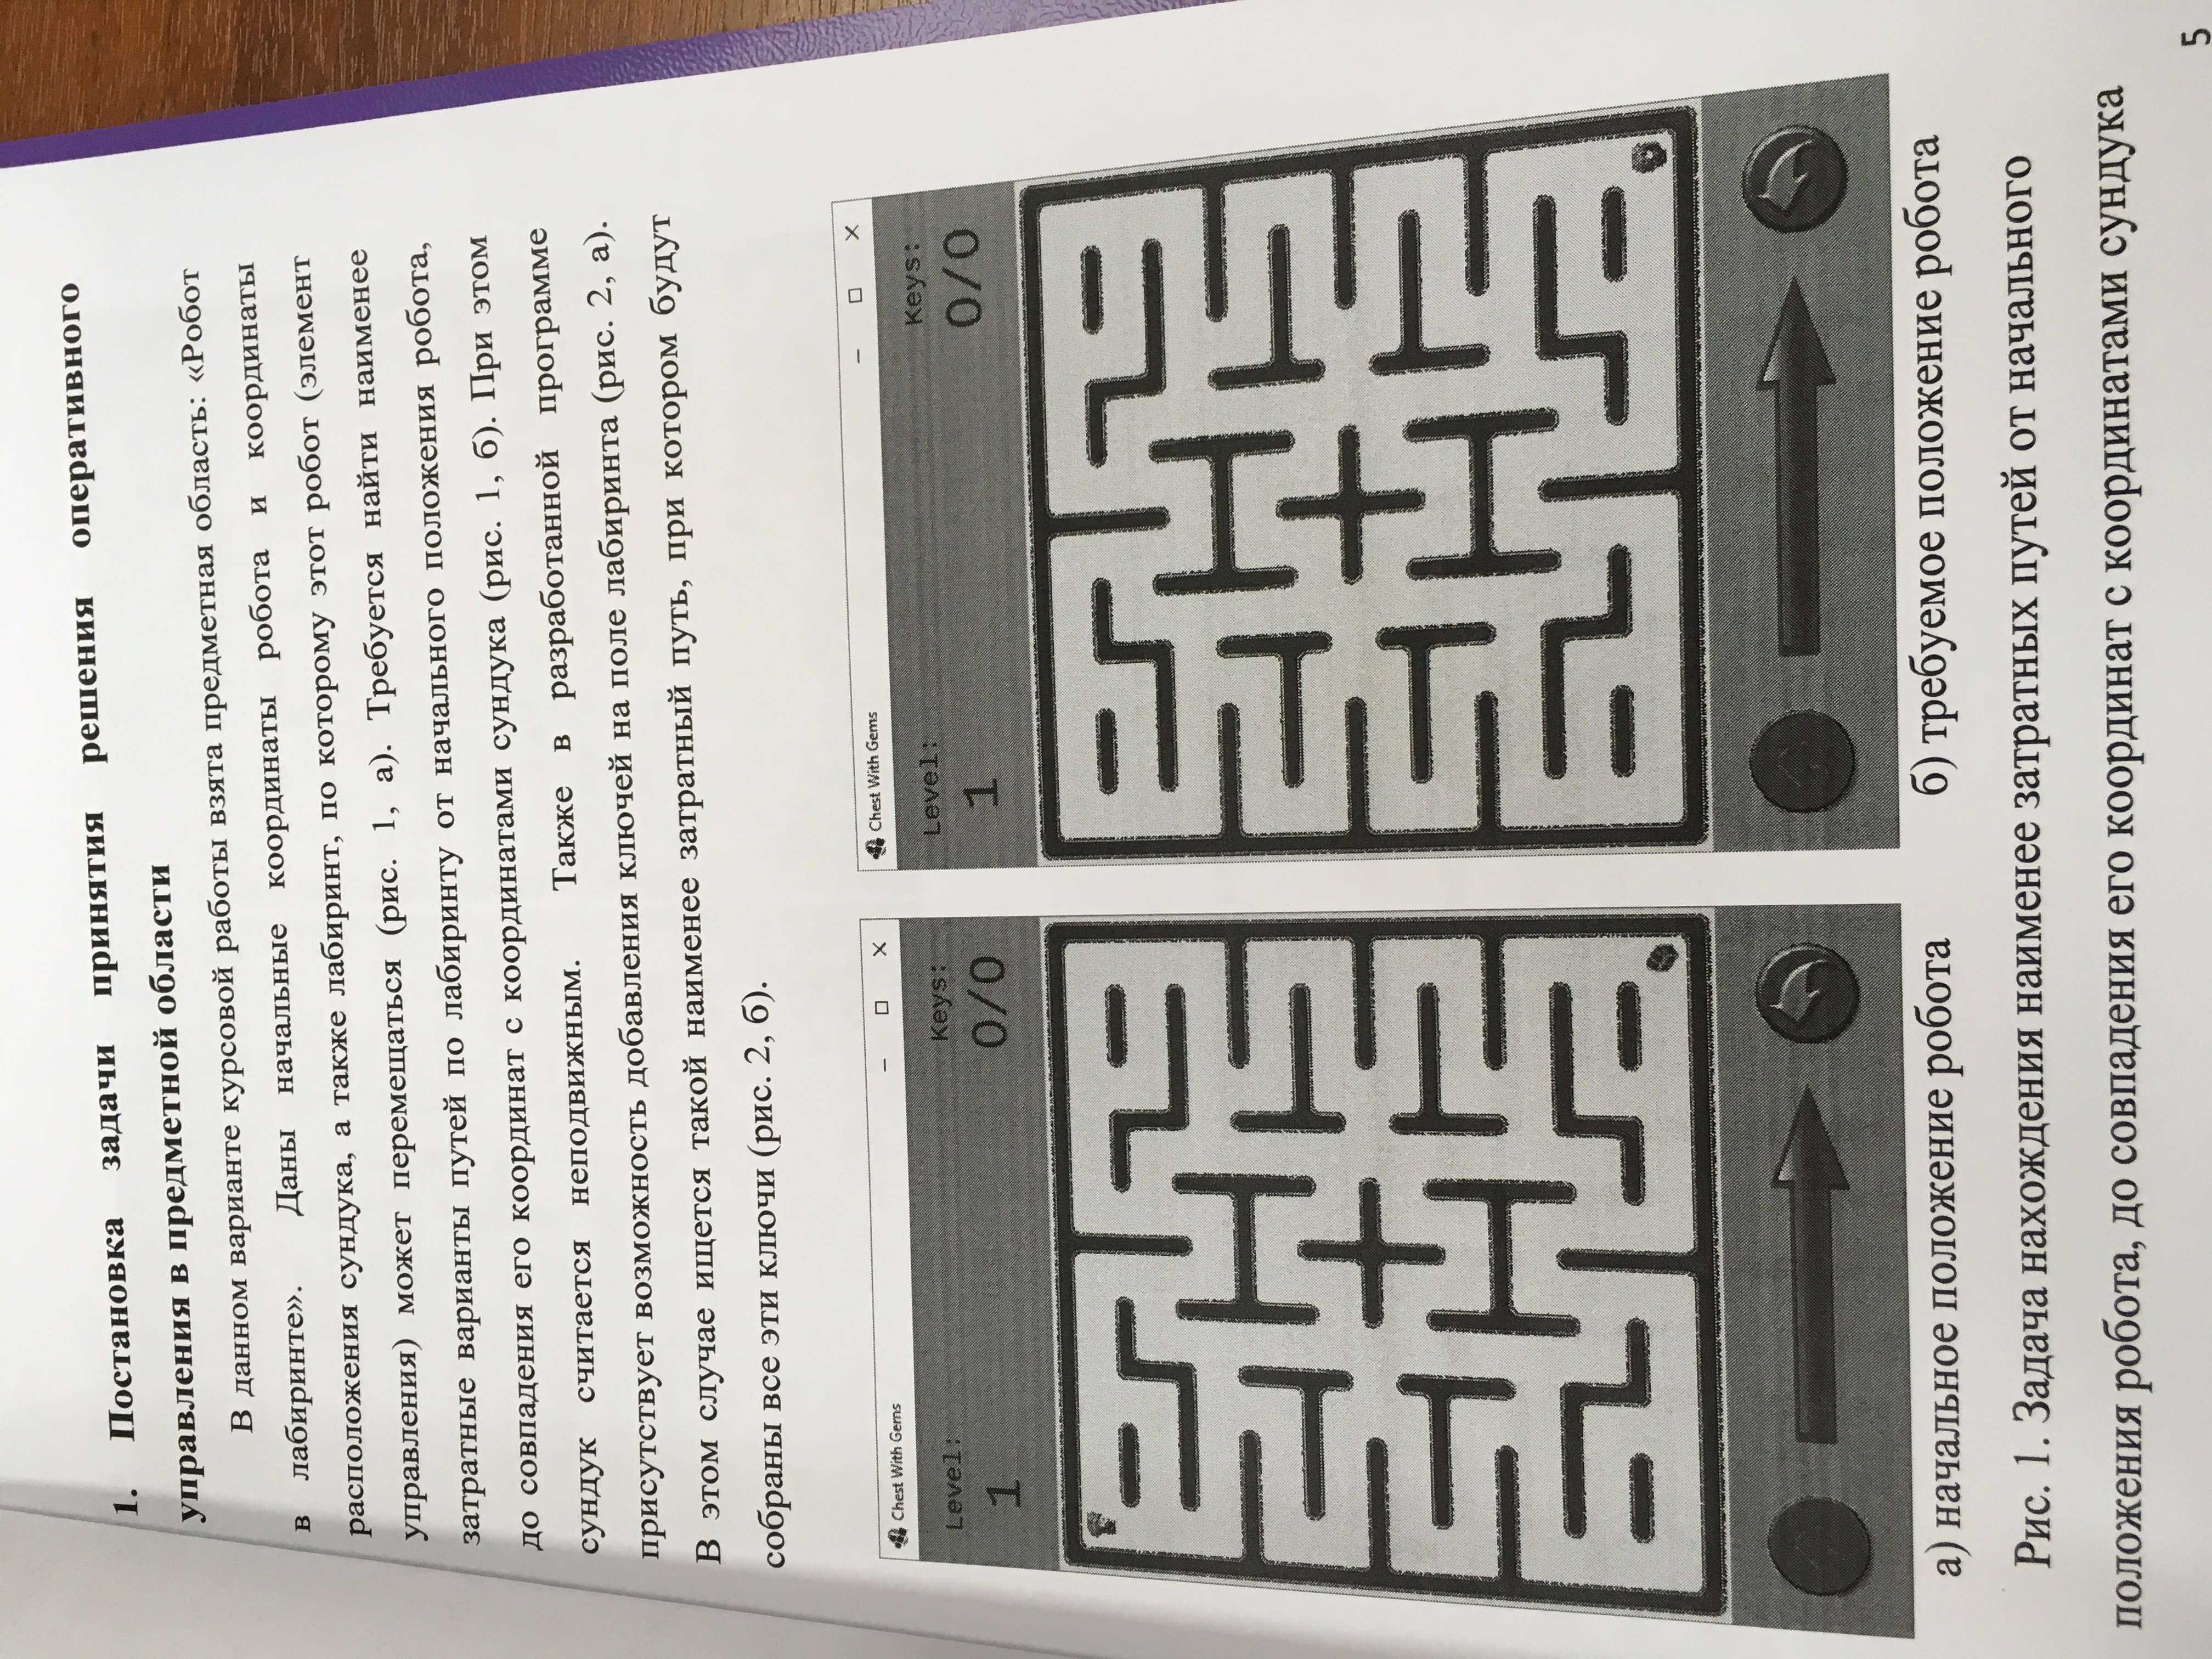 1. Постановка задачи принятия решения оперативного
управления в предметной области
В данном варианте курсовой работы взята предметная область: «Робот
в лабиринте». Даны начальные координаты робота и координаты
расположения сундука, а также лабиринт, по которому этот робот (элемент
управления) может перемещаться (рис. 1, а). Требуется найти наименее
затратные варианты путей по лабиринту от начального положения робота,
до совпадения его координат с координатами сундука (рис. 1, б). При этом
сундук считается неподвижным. Также в разработанной программе
присутствует возможность добавления ключей на поле лабиринта (рис. 2, а).
В этом случае ищется такой наименее затратный путь, при котором будут
собраны все эти ключи (рис. 2, б).
Chest With Gems
Level:
Keys:
1
0/0
Chest With Gems
Level:
Keys:
1
0/0
а) начальное положение робота
б) требуемое положение робота
Рис. 1. Задача нахождения наименее затратных путей от начального
положения робота, до совпадения его координат с координатами сундука
5